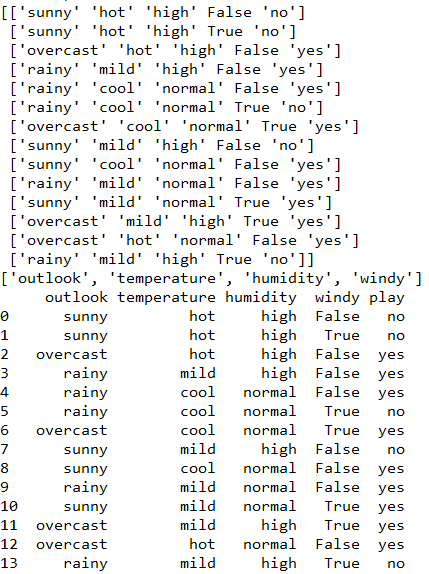 [['sunny' 'hot' 'high' False 'no']
 ['sunny' 'hot' 'high' True 'no']
 ['overcast' 'hot' 'high' False 'yes']
 ['rainy' 'mild' 'high' False 'yes']
 ['rainy' 'cool' 'normal' False 'yes']
 ['rainy' 'cool' 'normal' True 'no']
 ['overcast' 'cool' 'normal' True 'yes']
 ['sunny' 'mild' 'high' False 'no']
 ['sunny' 'cool' 'normal' False 'yes']
 ['rainy' 'mild' 'normal' False 'yes']
 ['sunny' 'mild' 'normal' True 'yes']
 ['overcast' 'mild' 'high' True 'yes']
 ['overcast' 'hot' 'normal' False 'yes']
 ['rainy' 'mild' 'high' True 'no']]
['outlook', 'temperature', 'humidity', 'windy']
     outlook temperature humidity  windy play
0      sunny         hot     high  False   no
1      sunny         hot     high   True   no
2   overcast         hot     high  False  yes
3      rainy        mild     high  False  yes
4      rainy        cool   normal  False  yes
5      rainy        cool   normal   True   no
6   overcast        cool   normal   True  yes
7      sunny        mild     high  False   no
8      sunny        cool   normal  False  yes
9      rainy        mild   normal  False  yes
10     sunny        mild   normal   True  yes
11  overcast        mild     high   True  yes
12  overcast         hot   normal  False  yes
13     rainy        mild     high   True   no